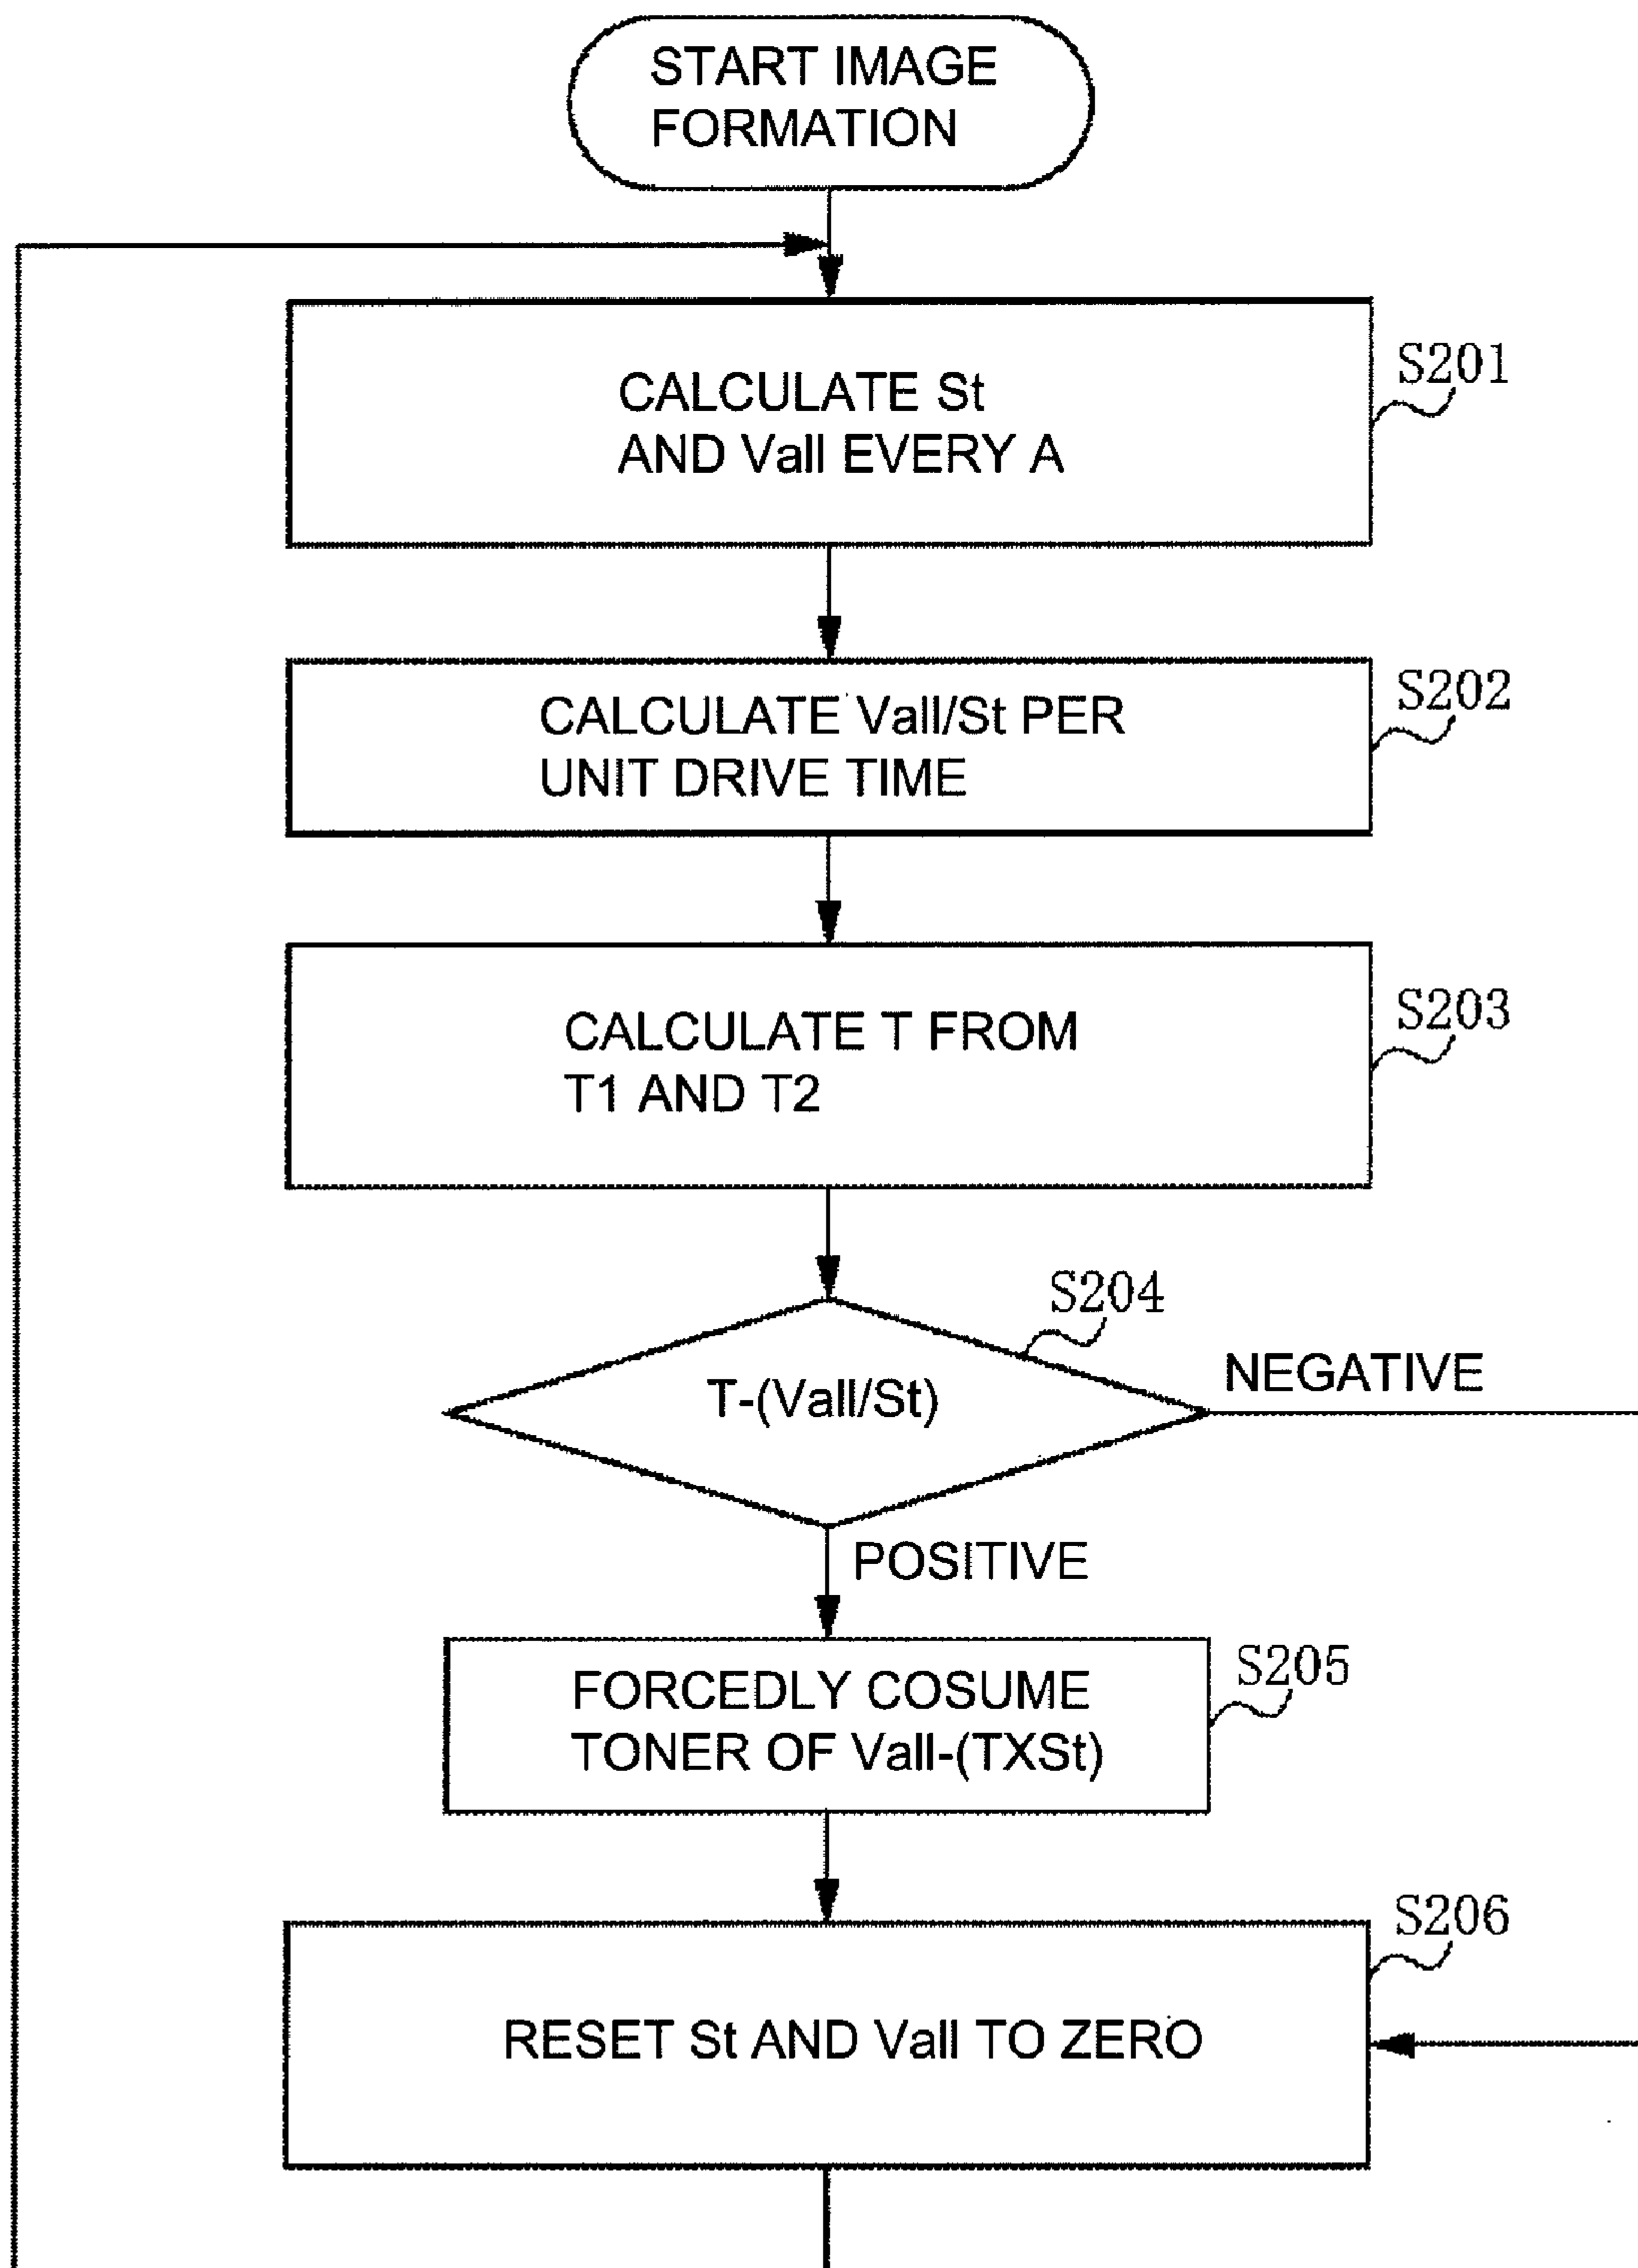 START IMAGE
FORMATION
S201
CALCULATE St
AND Vall EVERY A
S202
CALCULATE Vall/St PER
UNIT DRIVE TIME
S203
CALCULATE T FROM
T1 AND T2
S204
T-(Vall/St)
NEGATIVE
POSITIVE
S205
FORCEDLY COSUME
TONER OF Vall-(TXSt)
S206
RESET St AND Vall TO ZERO